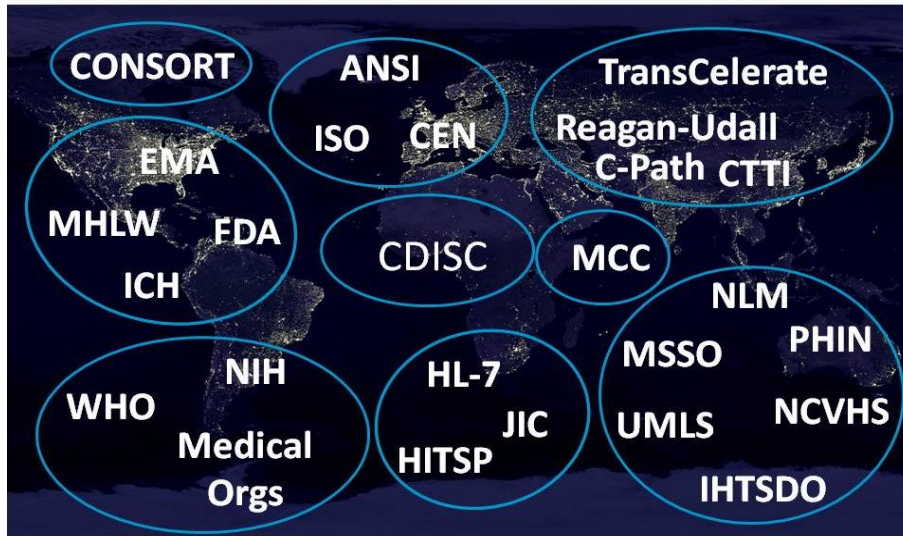 CONSORT
ANSI
ISO
CEN
TransCelerate
Reagan-Udall
C-Path
CTTI
EMA
MHLW
FDA
ICH
CDISC
MCC
NIH
WHO
Medical
Orgs
HL-7
JIC
HITSP
NLM
PHIN
MSSO
NCVHS
UMLS
IHTSDO